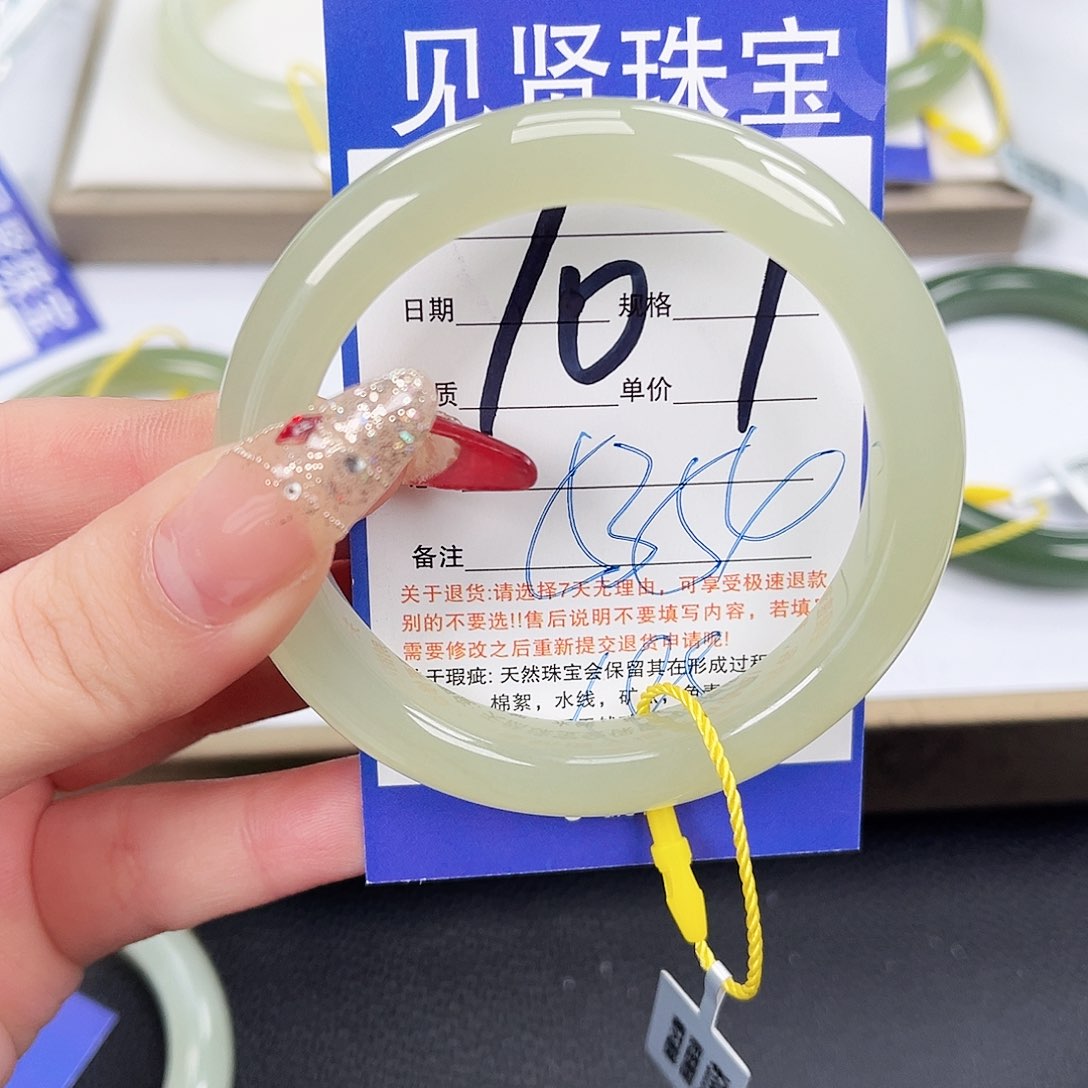 见贤珠宝
101
日期 规格
质 单价
备注
关于退货:请选择7天无理由，可享受极速退款
别的不要选!!售后说明不要填写内容，若填
需要修改之后重新提交退货申请呢!
于瑕疵: 天然珠宝会保留其在形成过程
棉絮，水线，矿